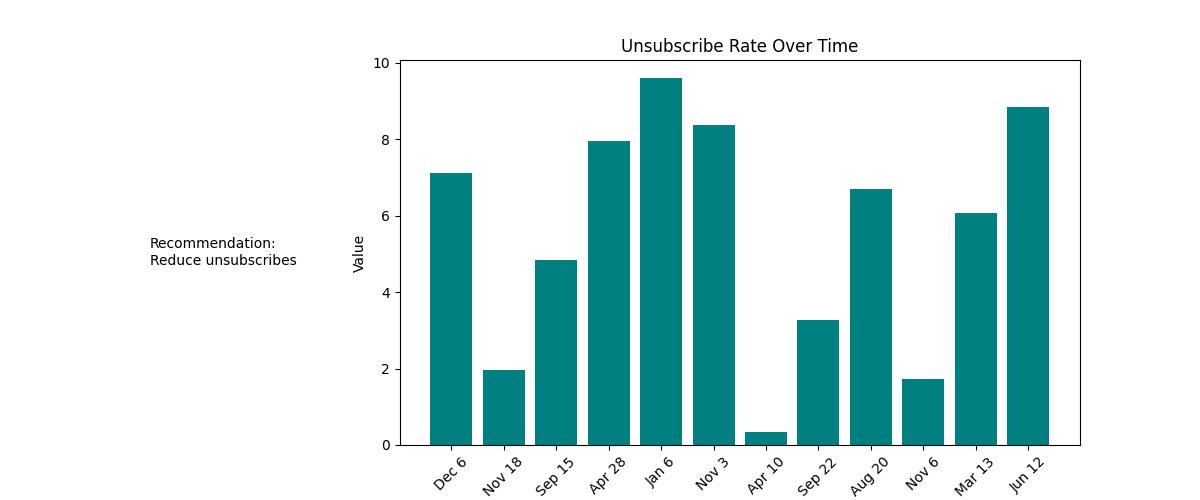 Unsubscribe Rate Over Time
10
8
6
4
2
0
Value
Recommendation:
Reduce unsubscribes
Dec 6
Nov 18
Sep 15
Apr 28
Jan 6
Nov 3
Apr 10
Sep 22
Aug 20
Nov 6
Mar 13
Jun 12